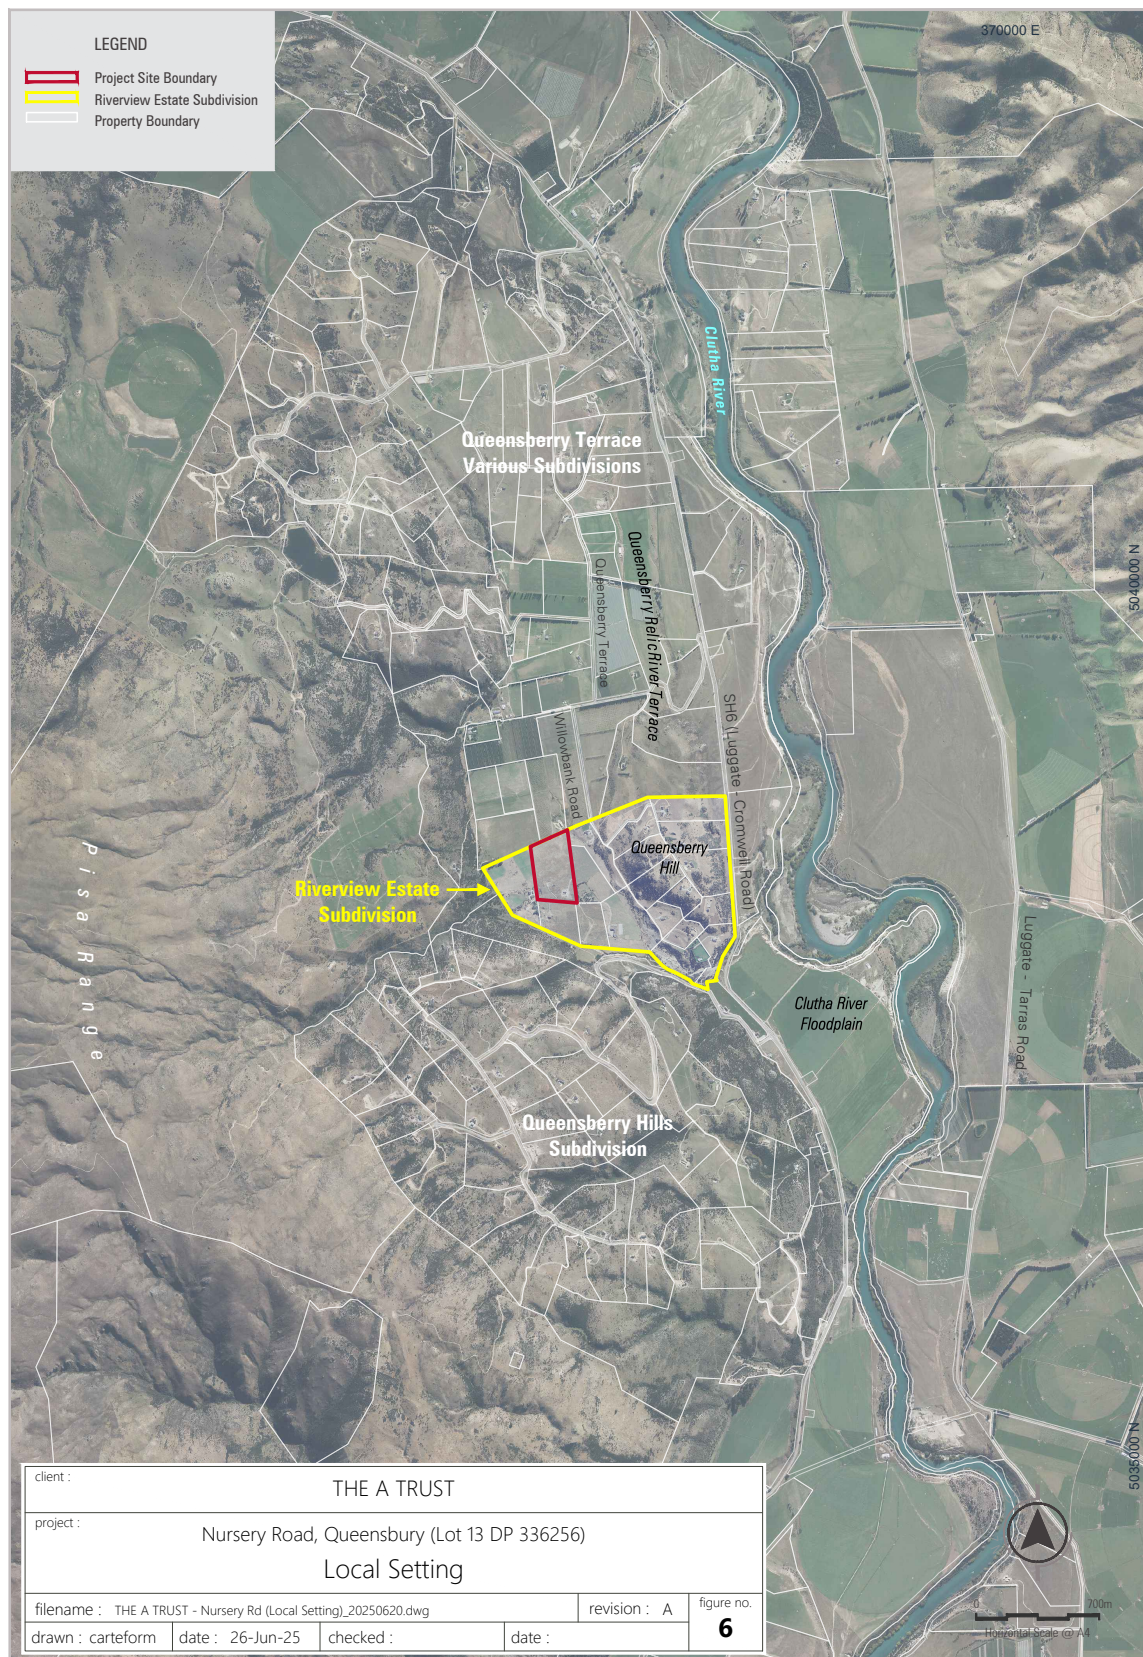 LEGEND
Project Site Boundary
Riverview Estate Subdivision
Property Boundary
370000 E
Clutha River
Queensberry Terrace
Various Subdivisions
Queensberry Relic River Terrace
Queensberry Terrace
5040000 N
Willowbank Road
SH6 (Luggate - Cromwell Road)
Queensberry
Hill
Riverview Estate
Subdivision
Pisa Range
Clutha River
Floodplain
Luggate - Tarras Road
Queensberry Hills
Subdivision
5035000 N
0 700m
Horizontal Scale @ A4
client :
THE A TRUST
project :
Nursery Road, Queensbury (Lot 13 DP 336256)
Local Setting
filename : THE A TRUST - Nursery Rd (Local Setting)_20250620.dwg
revision : A
figure no.
6
drawn : carteform
date : 26-Jun-25
checked :
date :